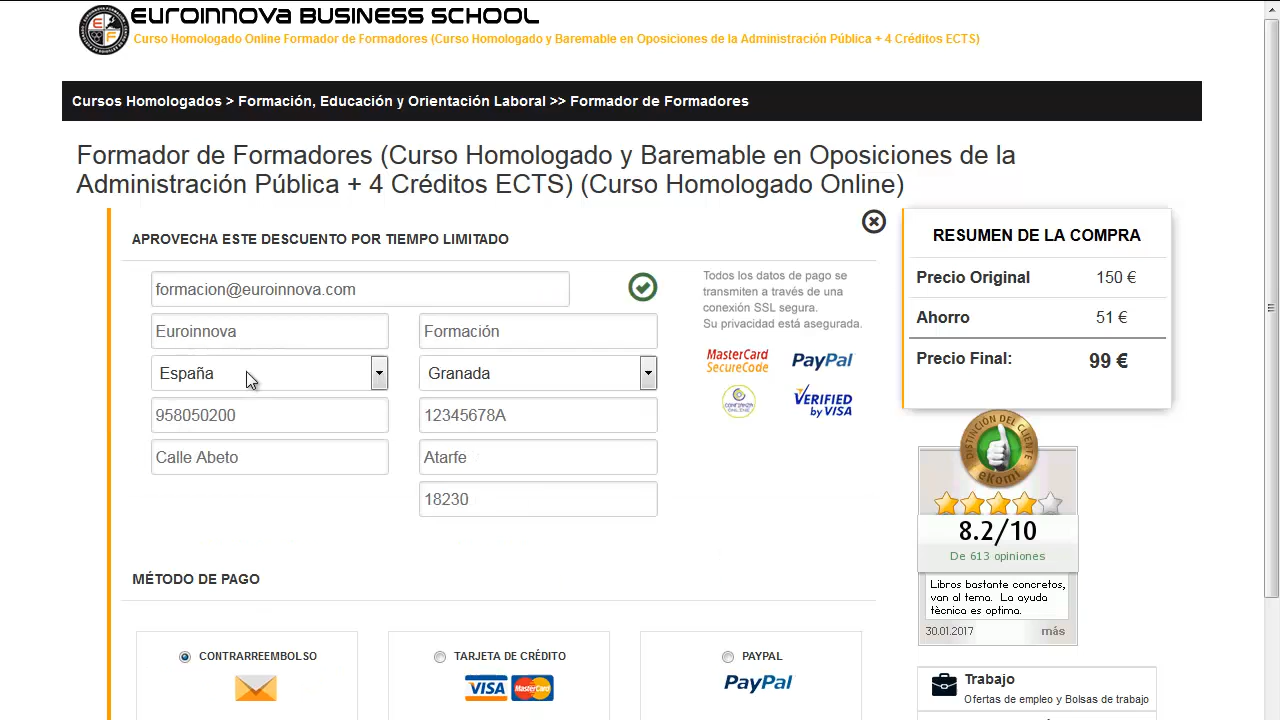 EUROINNOVA BUSINESS SCHOOL
Curso Homologado Online Formador de Formadores (Curso Homologado y Baremable en Oposiciones de la Administración Pública + 4 Créditos ECTS)
Cursos Homologados > Formación, Educación y Orientación Laboral >> Formador de Formadores
Formador de Formadores (Curso Homologado y Baremable en Oposiciones de la
Administración Pública + 4 Créditos ECTS) (Curso Homologado Online)
APROVECHA ESTE DESCUENTO POR TIEMPO LIMITADO
formacion@euroinnova.com
Euroinnova
Formación
España
Granada
958050200
12345678A
Calle Abeto
Atarfe
18230
Todos los datos de pago se
transmiten a través de una
conexión SSL segura.
Su privacidad está asegurada.
MasterCard
SecureCode
PayPal
CONFIANZA
ONLINE
VERIFIED
by VISA
RESUMEN DE LA COMPRA
Precio Original 150 €
Ahorro 51 €
Precio Final: 99 €
DISTINCIÓN DEL CLIENTE
eKomi
8.2/10
De 613 opiniones
Libros bastante concretos,
van al tema. La ayuda
tècnica es optima.
30.01.2017 más
MÉTODO DE PAGO
CONTRARREEMBOLSO
TARJETA DE CRÉDITO
VISA
MasterCard
PAYPAL
PayPal
Trabajo
Ofertas de empleo y Bolsas de trabajo